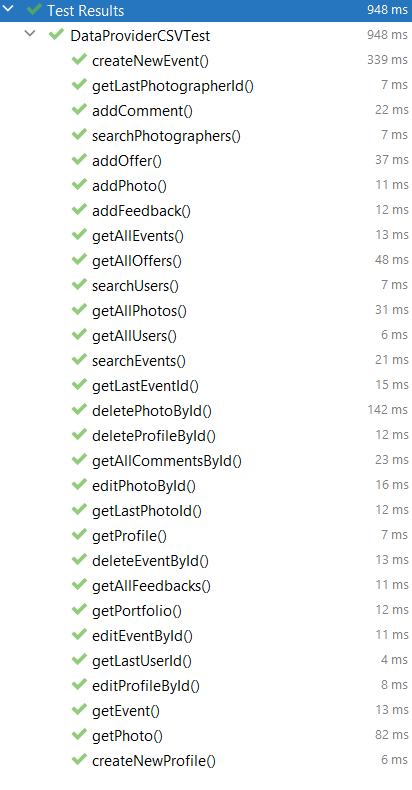 Test Results 948 ms
DataProviderCSVTest 948 ms
createNewEvent() 339 ms
getLastPhotographerId() 7 ms
addComment() 22 ms
searchPhotographers() 7 ms
addOffer() 37 ms
addPhoto() 11 ms
addFeedback() 12 ms
getAllEvents() 13 ms
getAllOffers() 48 ms
searchUsers() 7 ms
getAllPhotos() 31 ms
getAllUsers() 6 ms
searchEvents() 21 ms
getLastEventId() 15 ms
deletePhotoById() 142 ms
deleteProfileById() 12 ms
getAllCommentsById() 23 ms
editPhotoById() 16 ms
getLastPhotoId() 12 ms
getProfile() 7 ms
deleteEventById() 13 ms
getAllFeedbacks() 11 ms
getPortfolio() 12 ms
editEventById() 11 ms
getLastUserId() 4 ms
editProfileById() 8 ms
getEvent() 13 ms
getPhoto() 82 ms
createNewProfile() 6 ms